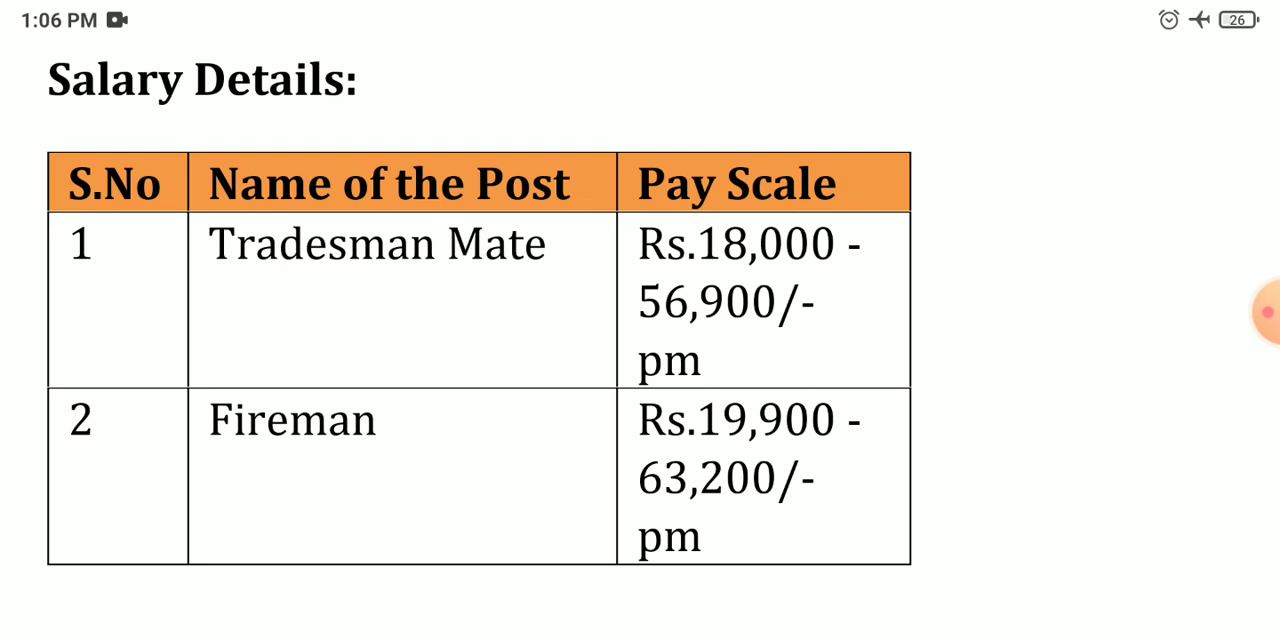 1:06 PM
26
Salary Details:
S.No Name of the Post Pay Scale
1 Tradesman Mate Rs.18,000 -
56,900/-
pm
2 Fireman Rs.19,900 -
63,200/-
pm